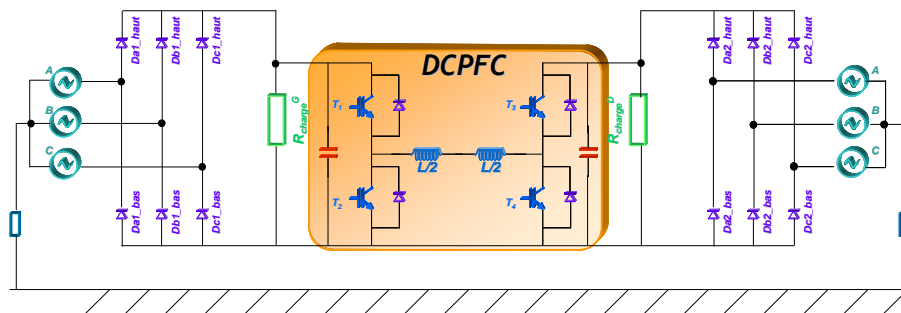 Da1_haut
Db1_haut
Dc1_haut
A
B
C
Da1_bas
Db1_bas
Dc1_bas
G
Rcharge
DCPFC
T1
T2
L/2
L/2
T3
T4
D
Rcharge
Da2_haut
Db2_haut
Dc2_haut
A
B
C
Da2_bas
Db2_bas
Dc2_bas